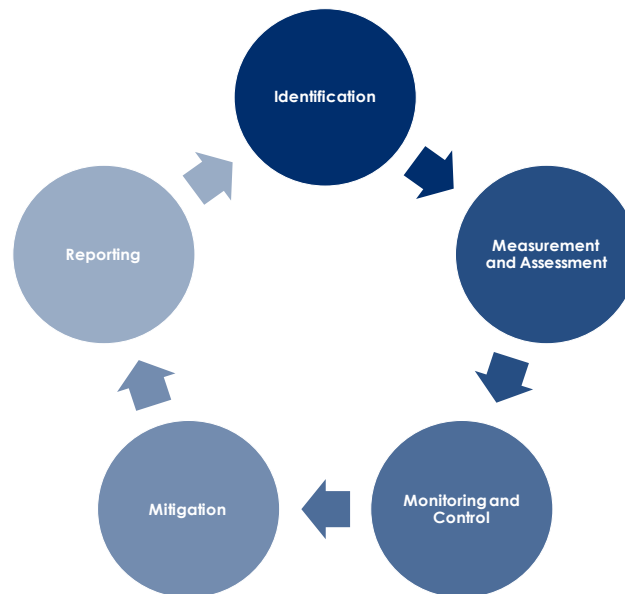 Identification
Measurement
and Assessment
Monitoring and
Control
Mitigation
Reporting